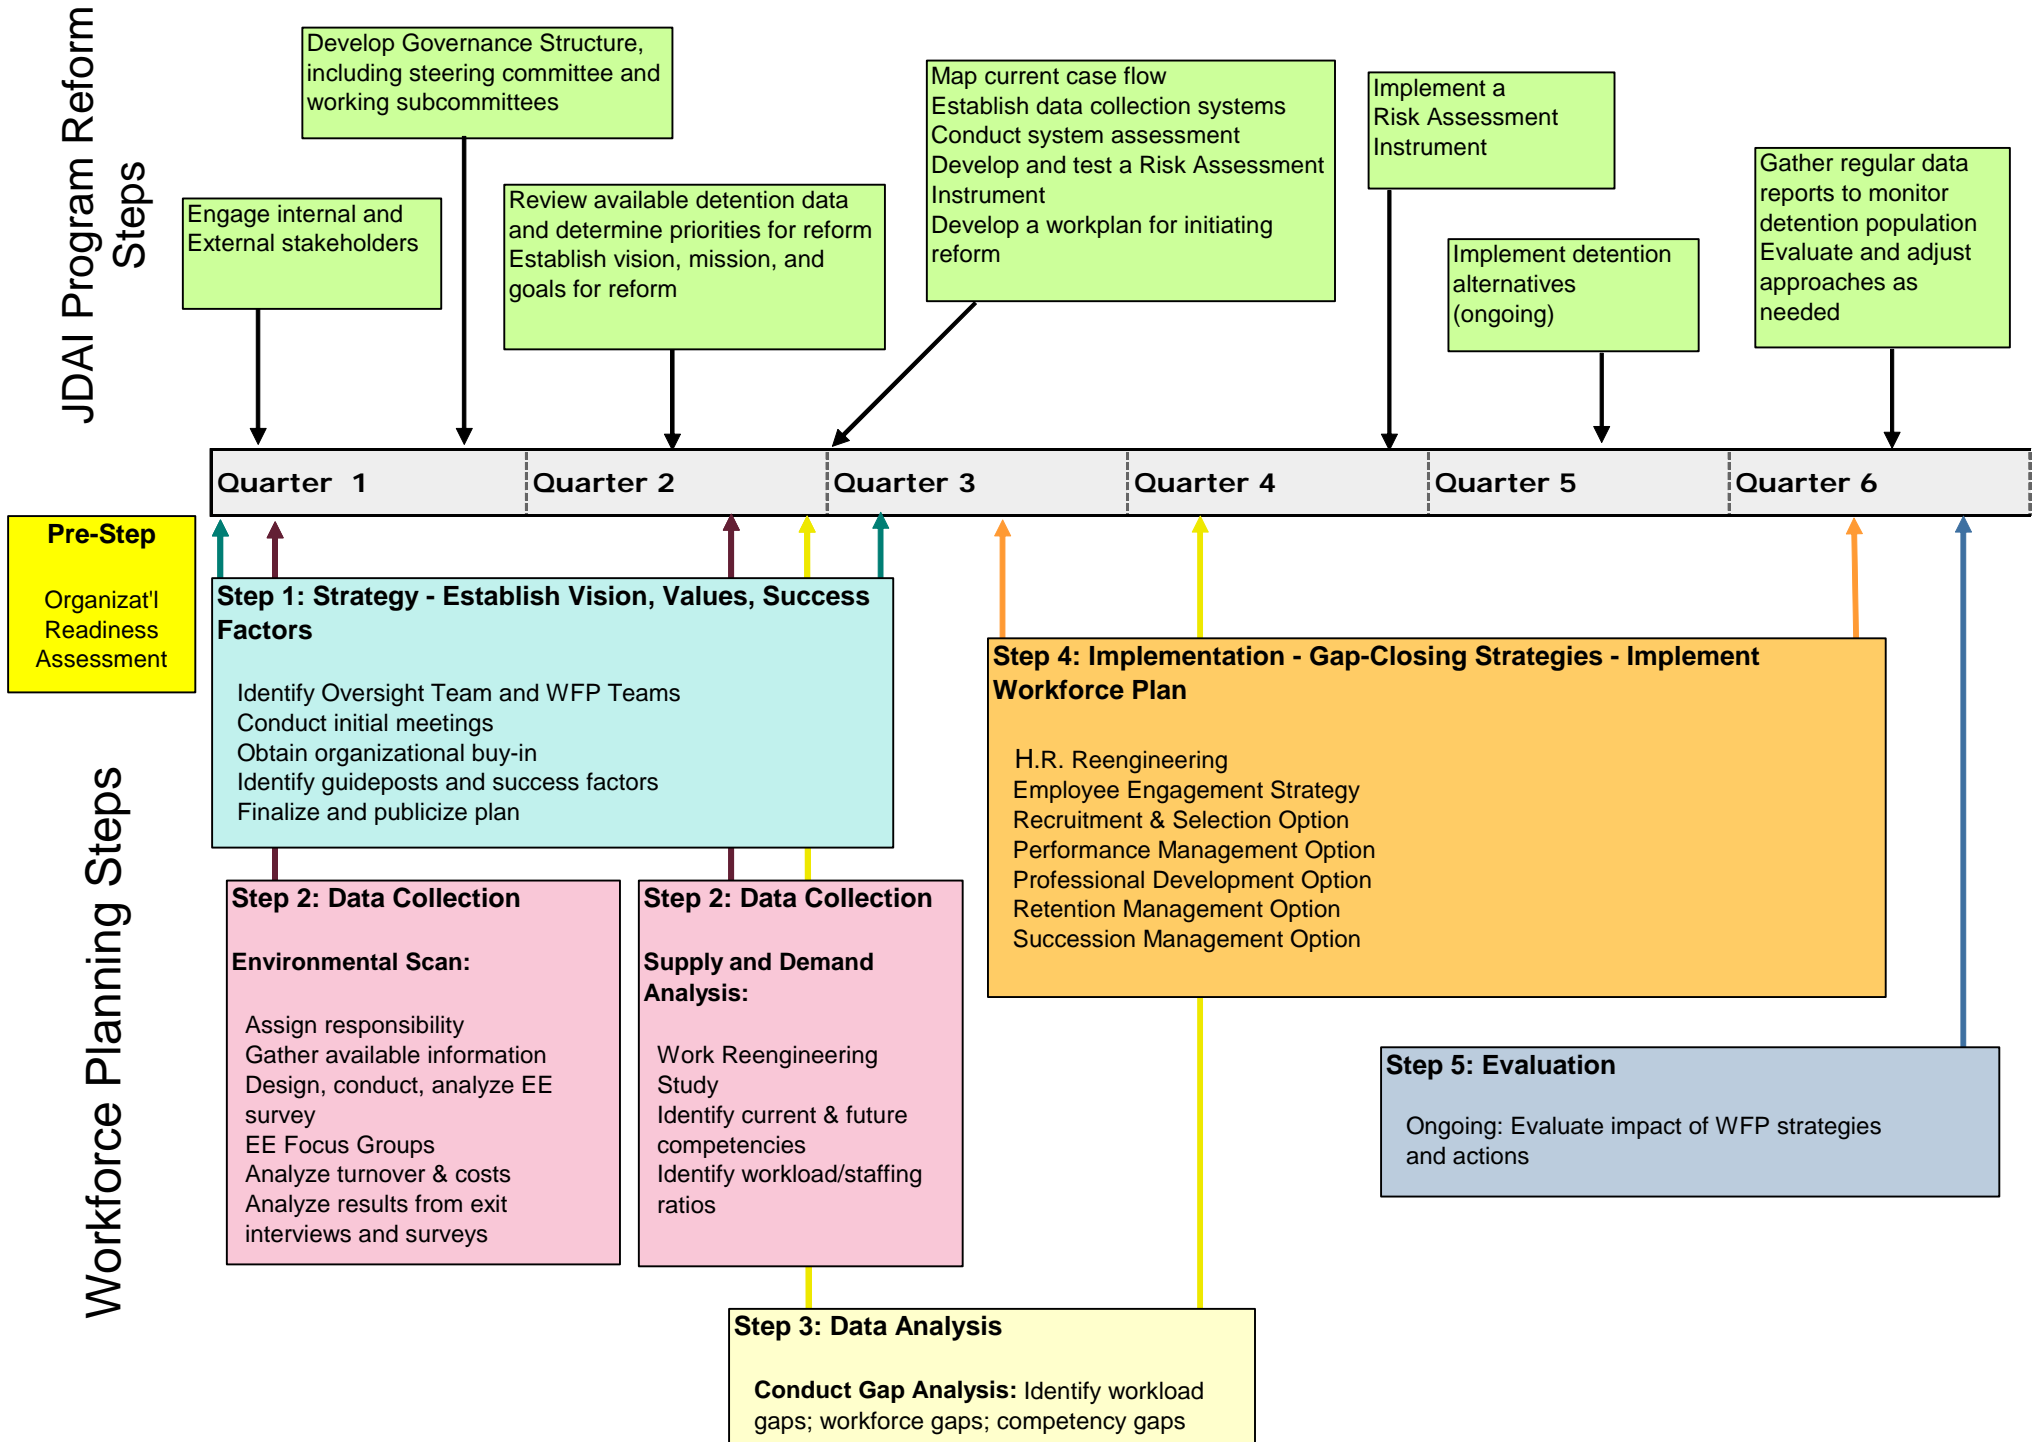 JDAI Program Reform
Steps
Develop Governance Structure,
including steering committee and
working subcommittees
Engage internal and
External stakeholders
Review available detention data
and determine priorities for reform
Establish vision, mission, and
goals for reform
Map current case flow
Establish data collection systems
Conduct system assessment
Develop and test a Risk Assessment
Instrument
Develop a workplan for initiating
reform
Implement a
Risk Assessment
Instrument
Implement detention
alternatives
(ongoing)
Gather regular data
reports to monitor
detention population
Evaluate and adjust
approaches as
needed
Quarter 1
Quarter 2
Quarter 3
Quarter 4
Quarter 5
Quarter 6
Pre-Step
Organizat'l
Readiness
Assessment
Workforce Planning Steps
Step 1: Strategy - Establish Vision, Values, Success
Factors
Identify Oversight Team and WFP Teams
Conduct initial meetings
Obtain organizational buy-in
Identify guideposts and success factors
Finalize and publicize plan
Step 2: Data Collection
Environmental Scan:
Assign responsibility
Gather available information
Design, conduct, analyze EE
survey
EE Focus Groups
Analyze turnover & costs
Analyze results from exit
interviews and surveys
Step 2: Data Collection
Supply and Demand
Analysis:
Work Reengineering
Study
Identify current & future
competencies
Identify workload/staffing
ratios
Step 3: Data Analysis
Conduct Gap Analysis: Identify workload
gaps; workforce gaps; competency gaps
Step 4: Implementation - Gap-Closing Strategies - Implement
Workforce Plan
H.R. Reengineering
Employee Engagement Strategy
Recruitment & Selection Option
Performance Management Option
Professional Development Option
Retention Management Option
Succession Management Option
Step 5: Evaluation
Ongoing: Evaluate impact of WFP strategies
and actions